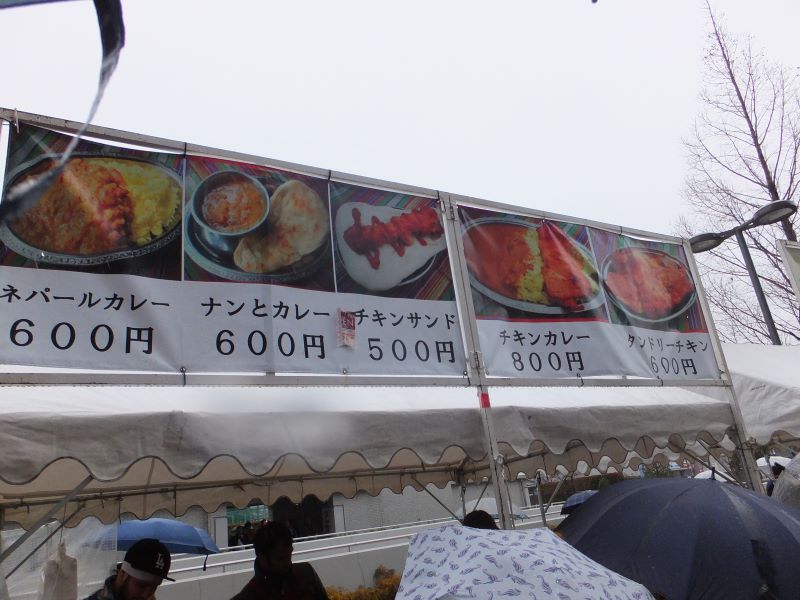 ネパールカレー
600円
ナンとカレー
600円
チキンサンド
500円
チキンカレー
800円
タンドリーチキン
600円
LA